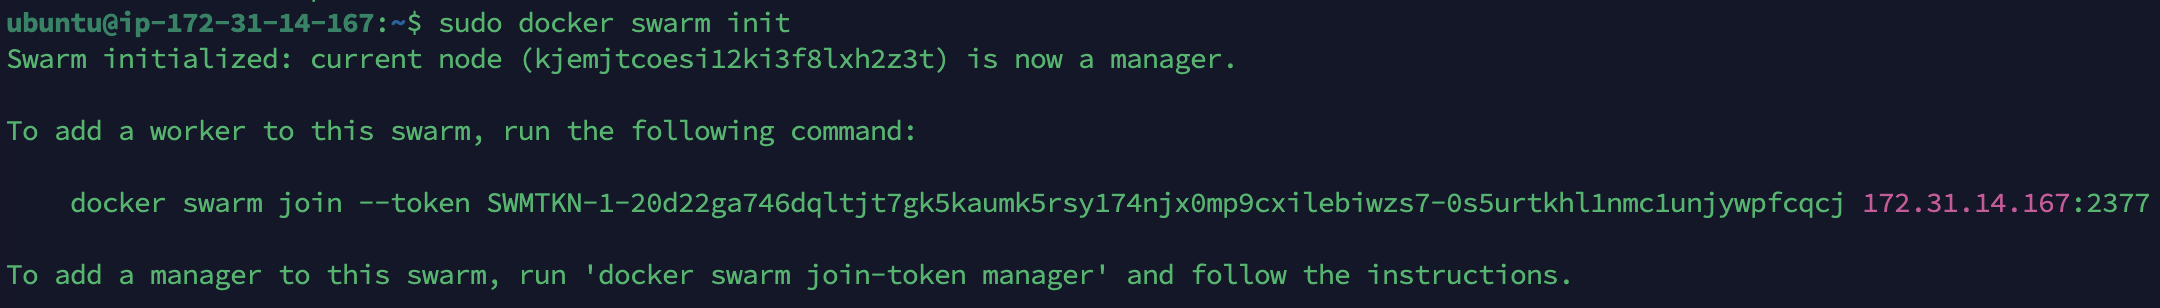 ubuntu@ip-172-31-14-167:~$ sudo docker swarm init
Swarm initialized: current node (kjemjtcoesi12ki3f8lxh2z3t) is now a manager.
To add a worker to this swarm, run the following command:
docker swarm join --token SWMTKN-1-20d22ga746dqltjt7gk5kaumk5rsy174njx0mp9cxilebiwzs7-0s5urtkhl1nmc1unjywpfcqcj 172.31.14.167:2377
To add a manager to this swarm, run 'docker swarm join-token manager' and follow the instructions.